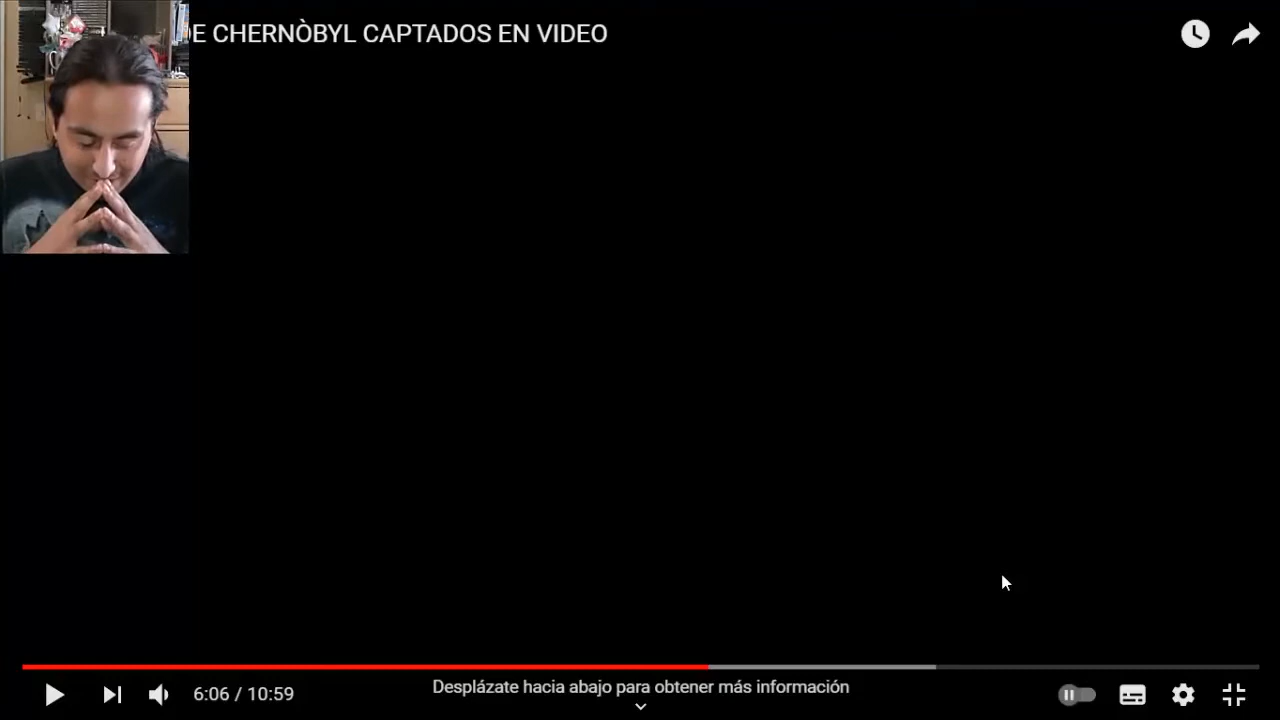 E CHERNÒBYL CAPTADOS EN VIDEO
Desplázate hacia abajo para obtener más información
6:06 / 10:59